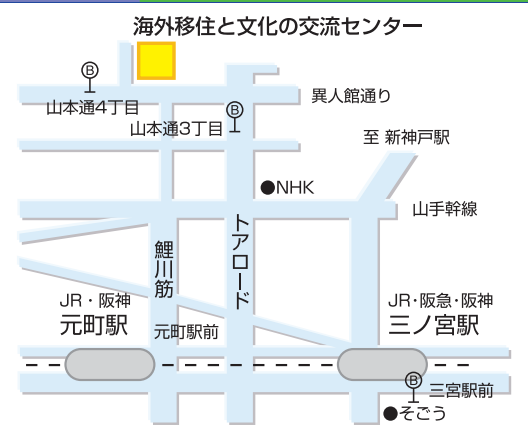 海外移住と文化の交流センター
B
山本通4丁目
異人館通り
B
山本通3丁目
至 新神戸駅
●NHK
山手幹線
トアロード
鯉川筋
JR・阪神
元町駅
元町駅前
JR・阪急・阪神
三ノ宮駅
B
三宮駅前
●そごう